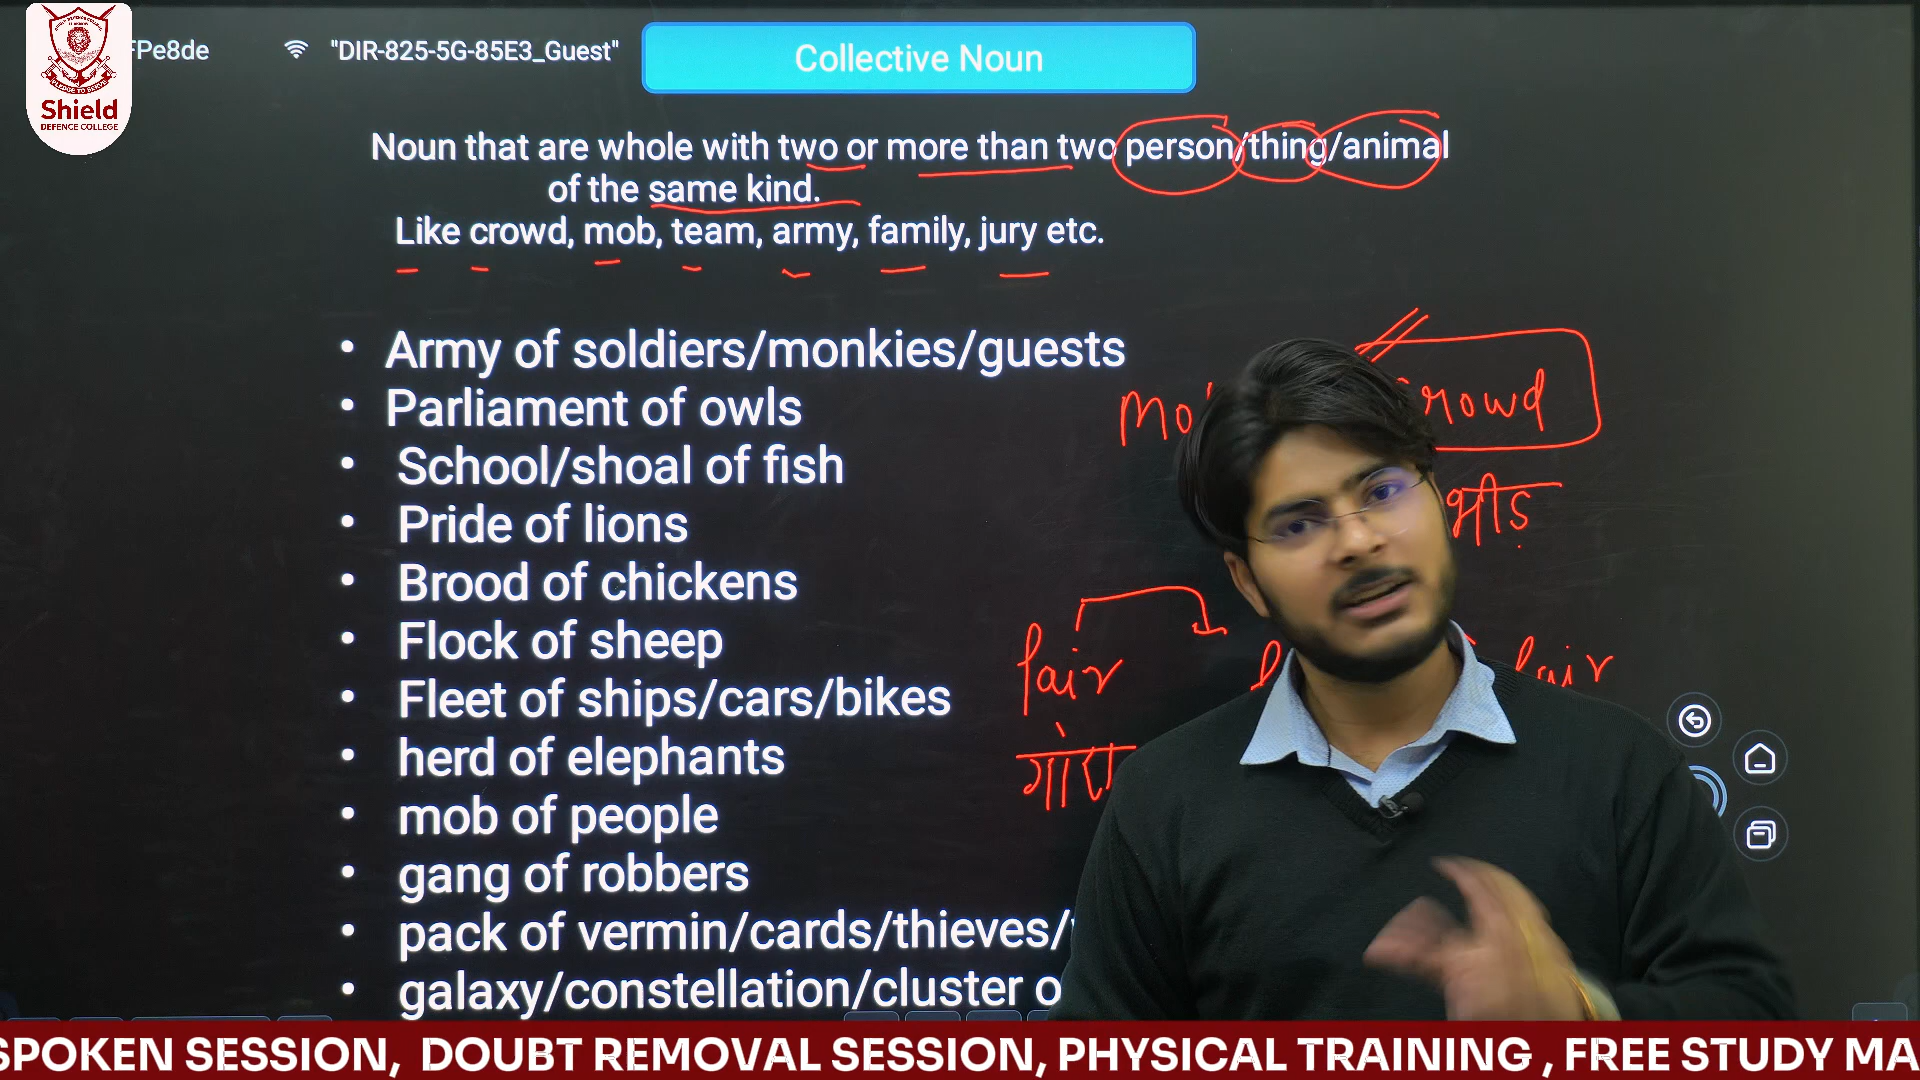 FPe8de
"DIR-825-5G-85E3_Guest"
Collective Noun
Shield
DEFENCE COLLEGE
Noun that are whole with two or more than two person/thing/animal
of the same kind.
Like crowd, mob, team, army, family, jury etc.
• Army of soldiers/monkies/guests
• Parliament of owls
• School/shoal of fish
• Pride of lions
• Brood of chickens
• Flock of sheep
• Fleet of ships/cars/bikes
• herd of elephants
• mob of people
• gang of robbers
• pack of vermin/cards/thieves/
• galaxy/constellation/cluster o
Mo rowd
भीड़
fair fair
SPOKEN SESSION, DOUBT REMOVAL SESSION, PHYSICAL TRAINING , FREE STUDY MA